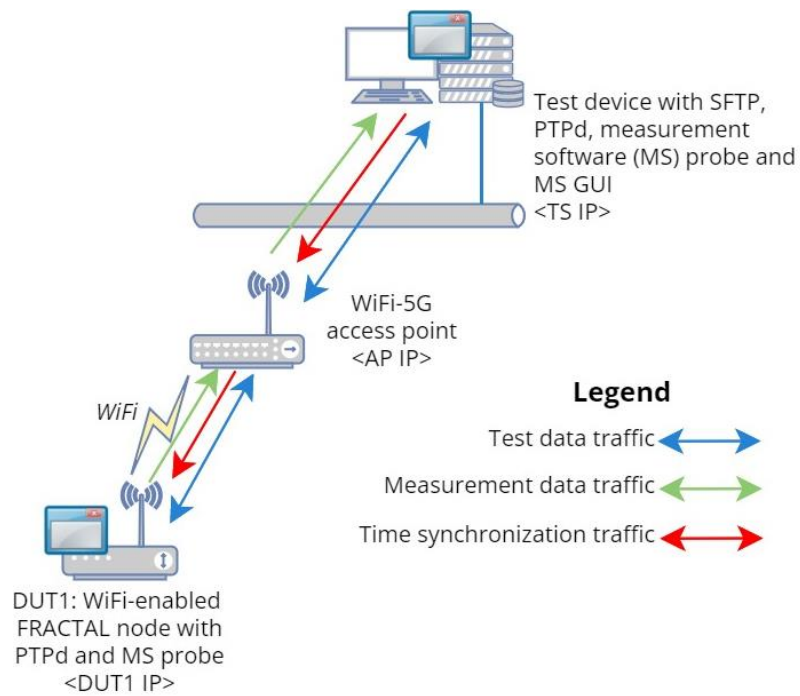 Test device with SFTP,
PTPd, measurement
software (MS) probe and
MS GUI
<TS IP>
WiFi-5G
access point
<AP IP>
WiFi
Legend
Test data traffic
Measurement data traffic
Time synchronization traffic
DUT1: WiFi-enabled
FRACTAL node with
PTPd and MS probe
<DUT1 IP>